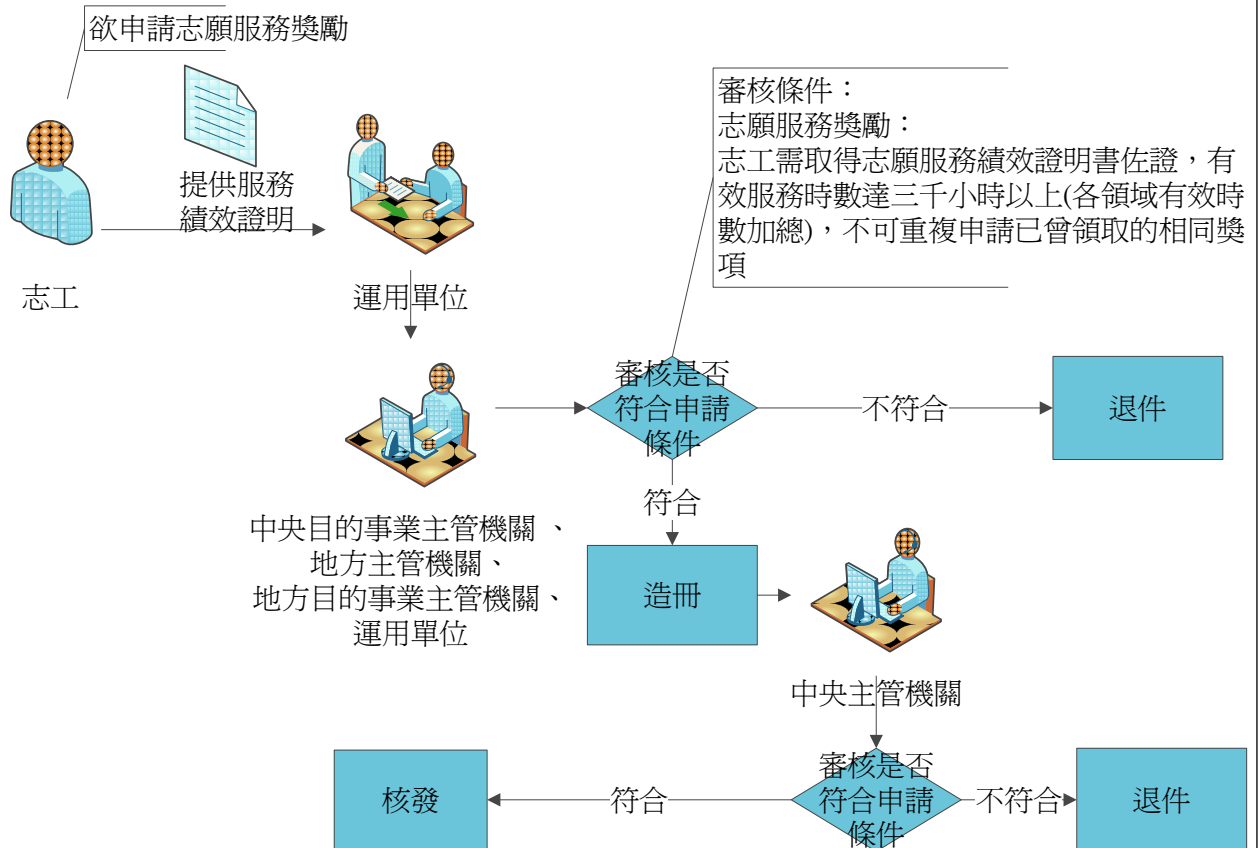 欲申請志願服務獎勵
審核條件：
志願服務獎勵：
志工需取得志願服務績效證明書佐證，有
效服務時數達三千小時以上(各領域有效時
數加總)，不可重複申請已曾領取的相同獎
項
提供服務
績效證明
志工
運用單位
審核是否
符合申請
條件
不符合
退件
符合
中央目的事業主管機關、
地方主管機關、
地方目的事業主管機關、
運用單位
造冊
中央主管機關
審核是否
符合申請
條件
符合
核發
不符合
退件